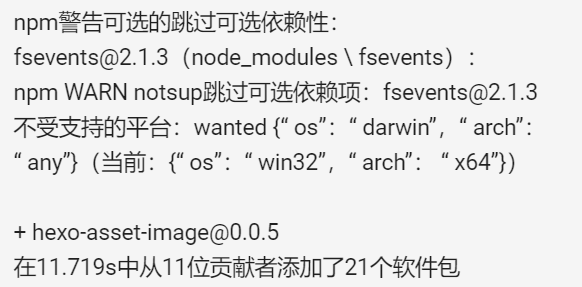 npm警告可选的跳过可选依赖性：
fsevents@2.1.3（node_modules \ fsevents）：
npm WARN notsup跳过可选依赖项：fsevents@2.1.3
不受支持的平台：wanted {“ os”：“ darwin”，“ arch”：
“ any”}（当前：{“ os”：“ win32”，“ arch”： “ x64”}）
+ hexo-asset-image@0.0.5
在11.719s中从11位贡献者添加了21个软件包